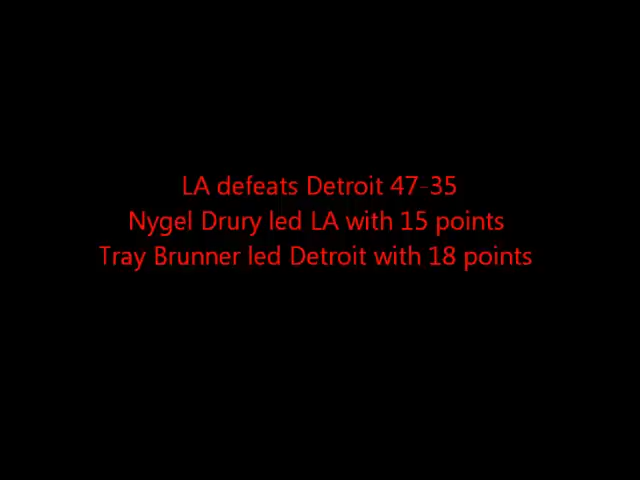 LA defeats Detroit 47-35
Nygel Drury led LA with 15 points
Tray Brunner led Detroit with 18 points